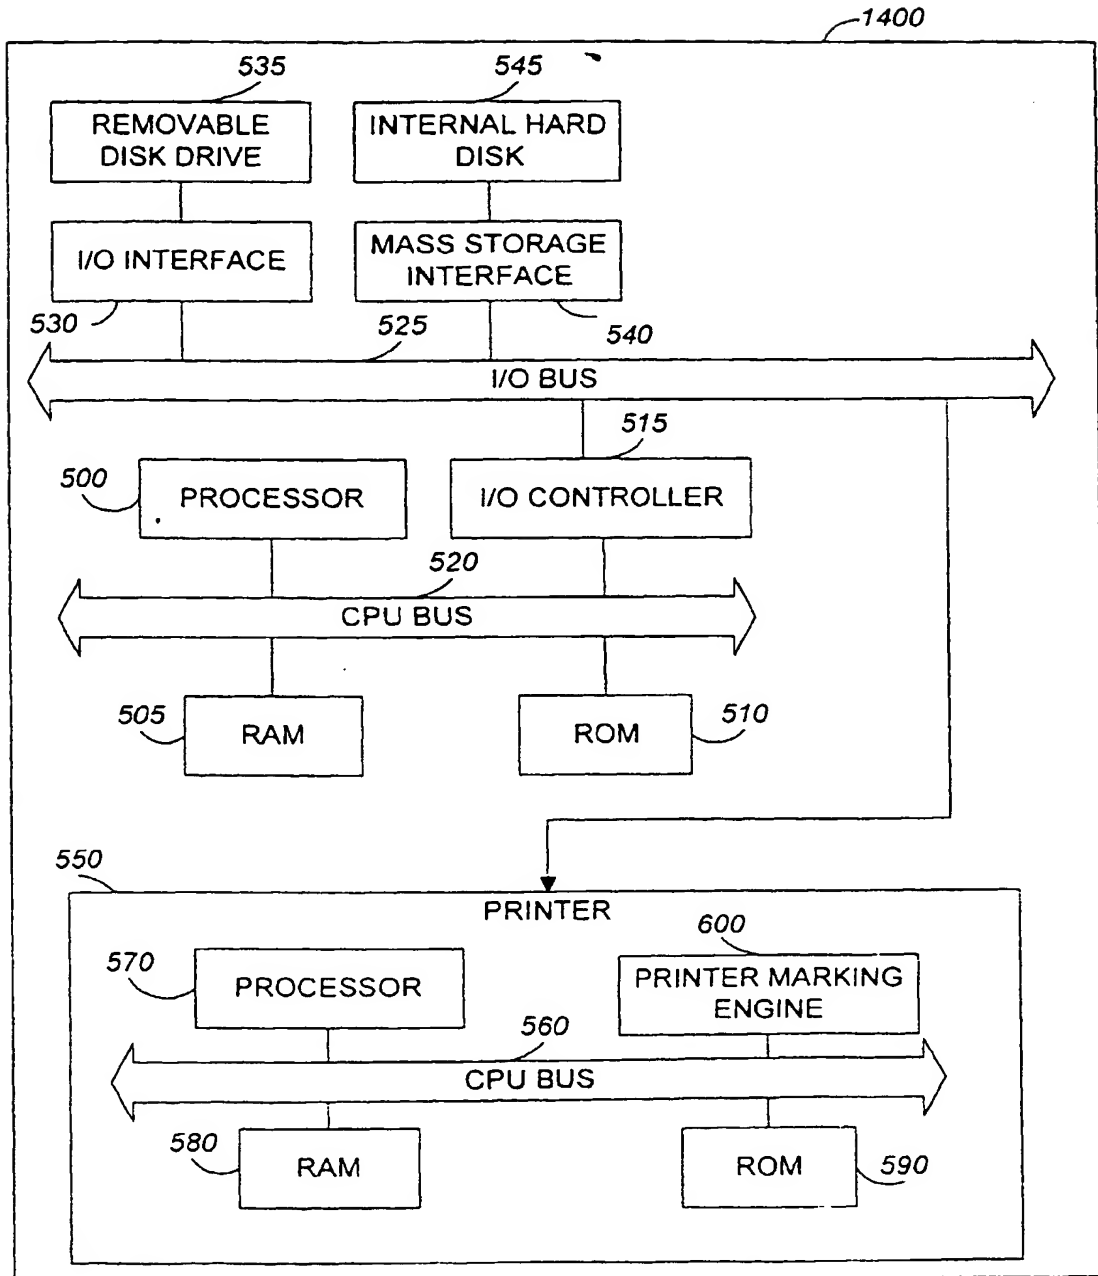 1400
535
545
REMOVABLE
DISK DRIVE
INTERNAL HARD
DISK
I/O INTERFACE
MASS STORAGE
INTERFACE
530
525
540
I/O BUS
515
500
PROCESSOR
I/O CONTROLLER
520
CPU BUS
505
RAM
ROM
510
550
PRINTER
600
570
PROCESSOR
PRINTER MARKING
ENGINE
560
CPU BUS
580
RAM
ROM
590